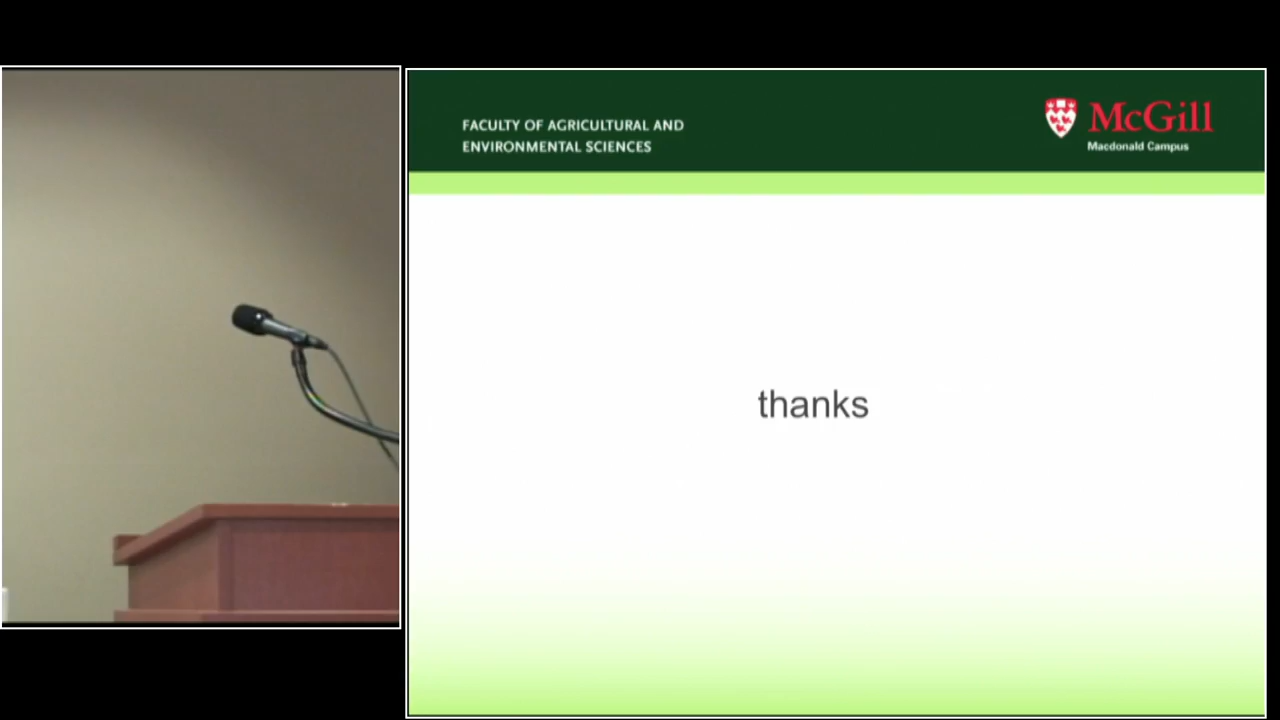 FACULTY OF AGRICULTURAL AND
ENVIRONMENTAL SCIENCES
McGill
Macdonald Campus
thanks